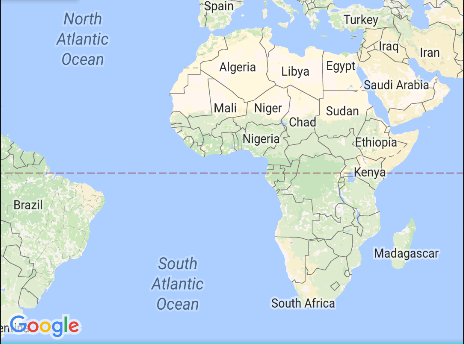 Spain
North
Atlantic
Ocean
Turkey
Iraq
Iran
Algeria
Libya
Egypt
Saudi Arabia
Mali
Niger
Sudan
Chad
Nigeria
Ethiopia
Kenya
Brazil
Madagascar
South
Atlantic
Ocean
South Africa
Google